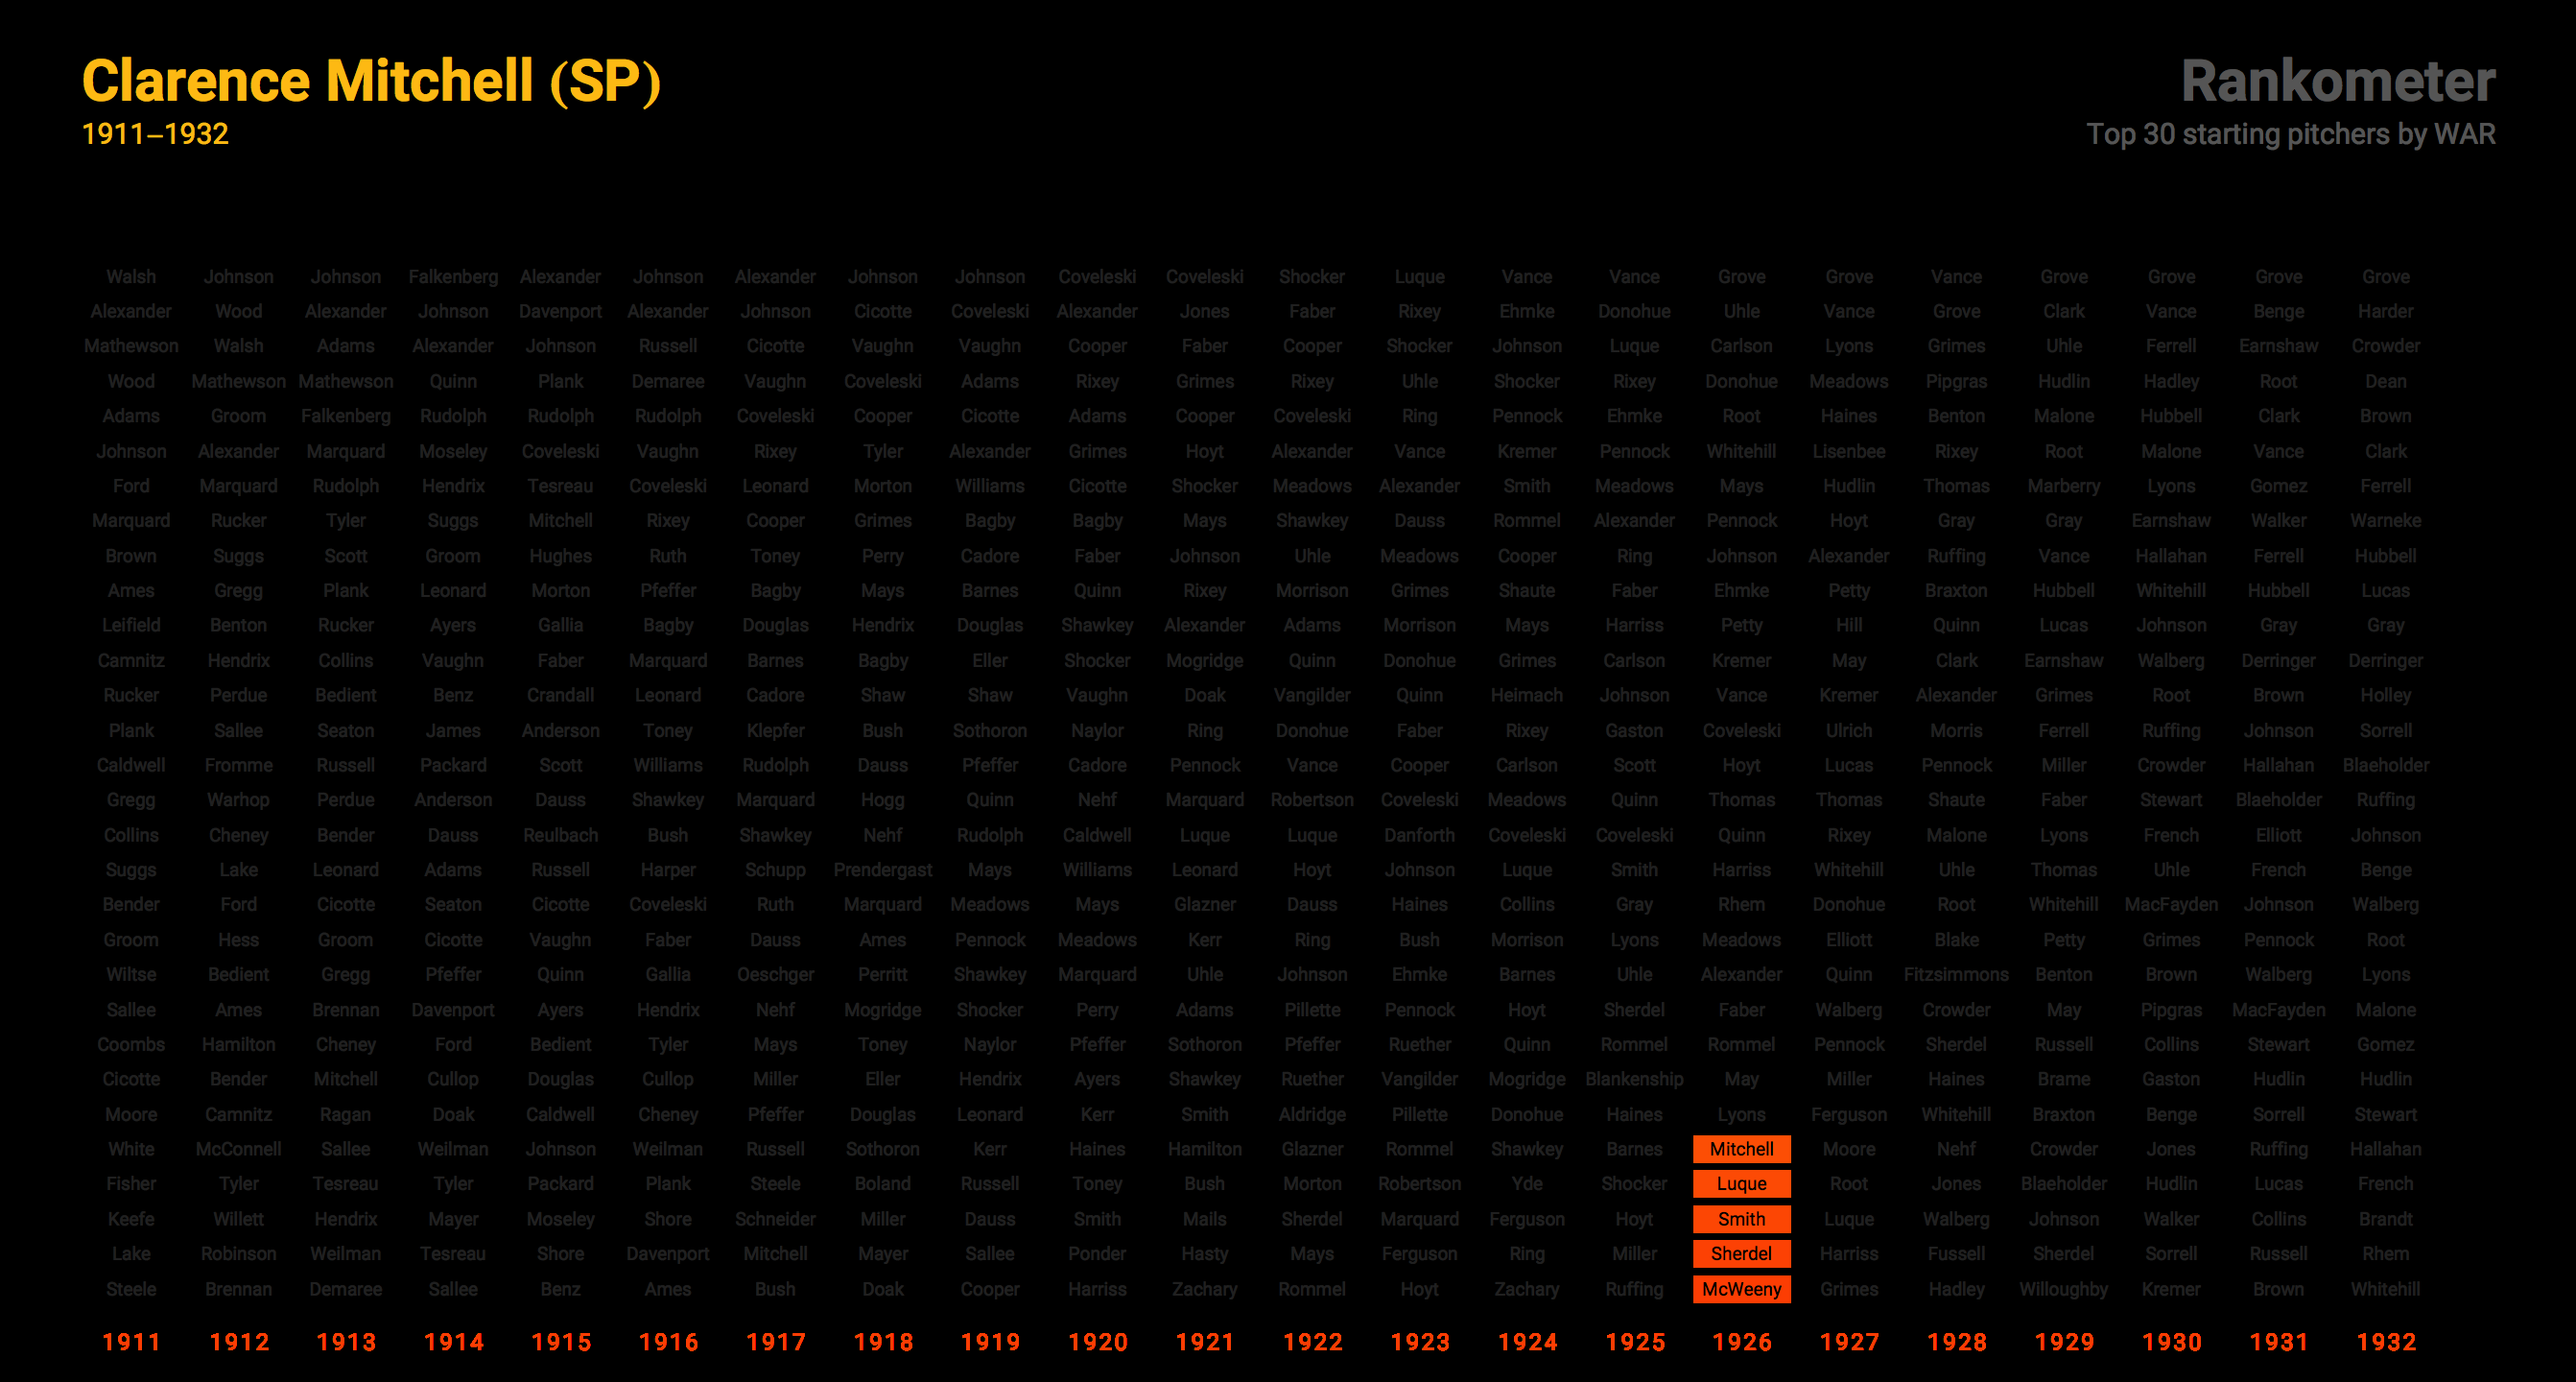 Clarence Mitchell (SP)
1911–1932
Rankometer
Top 30 starting pitchers by WAR
Walsh Johnson Johnson Falkenberg Alexander Johnson Alexander Johnson Johnson Coveleski Coveleski Shocker Luque Vance Vance Grove Grove Vance Grove Grove Grove Grove
Alexander Wood Alexander Johnson Davenport Alexander Johnson Cicotte Coveleski Alexander Jones Faber Rixey Ehmke Donohue Uhle Vance Grove Clark Vance Benge Harder
Mathewson Walsh Adams Alexander Johnson Russell Cicotte Vaughn Vaughn Cooper Faber Cooper Shocker Johnson Luque Carlson Lyons Grimes Uhle Ferrell Earnshaw Crowder
Wood Mathewson Mathewson Quinn Plank Demaree Vaughn Coveleski Adams Rixey Grimes Rixey Uhle Shocker Rixey Donohue Meadows Pipgras Hudlin Hadley Root Dean
Adams Groom Falkenberg Rudolph Rudolph Rudolph Coveleski Cooper Cicotte Adams Cooper Coveleski Ring Pennock Ehmke Root Haines Benton Malone Hubbell Clark Brown
Johnson Alexander Marquard Moseley Coveleski Vaughn Rixey Tyler Alexander Grimes Hoyt Alexander Vance Kremer Pennock Whitehill Lisenbee Rixey Root Malone Vance Clark
Ford Marquard Rudolph Hendrix Tesreau Coveleski Leonard Morton Williams Cicotte Shocker Meadows Alexander Smith Meadows Mays Hudlin Thomas Marberry Lyons Gomez Ferrell
Marquard Rucker Tyler Suggs Mitchell Rixey Cooper Grimes Bagby Bagby Mays Shawkey Dauss Rommel Alexander Pennock Hoyt Gray Gray Earnshaw Walker Warneke
Brown Suggs Scott Groom Hughes Ruth Toney Perry Cadore Faber Johnson Uhle Meadows Cooper Ring Johnson Alexander Ruffing Vance Hallahan Ferrell Hubbell
Ames Gregg Plank Leonard Morton Pfeffer Bagby Mays Barnes Quinn Rixey Morrison Grimes Shaute Faber Ehmke Petty Braxton Hubbell Whitehill Hubbell Lucas
Leifield Benton Rucker Ayers Gallia Bagby Douglas Hendrix Douglas Shawkey Alexander Adams Morrison Mays Harriss Petty Hill Quinn Lucas Johnson Gray Gray
Camnitz Hendrix Collins Vaughn Faber Marquard Barnes Bagby Eller Shocker Mogridge Quinn Donohue Grimes Carlson Kremer May Clark Earnshaw Walberg Derringer Derringer
Rucker Perdue Bedient Benz Crandall Leonard Cadore Shaw Shaw Vaughn Doak Vangilder Quinn Heimach Johnson Vance Kremer Alexander Grimes Root Brown Holley
Plank Sallee Seaton James Anderson Toney Klepfer Bush Sothoron Naylor Ring Donohue Faber Rixey Gaston Coveleski Ulrich Morris Ferrell Ruffing Johnson Sorrell
Caldwell Fromme Russell Packard Scott Williams Rudolph Dauss Pfeffer Cadore Pennock Vance Cooper Carlson Scott Hoyt Lucas Pennock Miller Crowder Hallahan Blaeholder
Gregg Warhop Perdue Anderson Dauss Shawkey Marquard Hogg Quinn Nehf Marquard Robertson Coveleski Meadows Quinn Thomas Thomas Shaute Faber Stewart Blaeholder Ruffing
Collins Cheney Bender Dauss Reulbach Bush Shawkey Nehf Rudolph Caldwell Luque Luque Danforth Coveleski Coveleski Quinn Rixey Malone Lyons French Elliott Johnson
Suggs Lake Leonard Adams Russell Harper Schupp Prendergast Mays Williams Leonard Hoyt Johnson Luque Smith Harriss Whitehill Uhle Thomas Uhle French Benge
Bender Ford Cicotte Seaton Cicotte Coveleski Ruth Marquard Meadows Mays Glazner Dauss Haines Collins Gray Rhem Donohue Root Whitehill MacFayden Johnson Walberg
Groom Hess Groom Cicotte Vaughn Faber Dauss Ames Pennock Meadows Kerr Ring Bush Morrison Lyons Meadows Elliott Blake Petty Grimes Pennock Root
Wiltse Bedient Gregg Pfeffer Quinn Gallia Oeschger Perritt Shawkey Marquard Uhle Johnson Ehmke Barnes Uhle Alexander Quinn Fitzsimmons Benton Brown Walberg Lyons
Sallee Ames Brennan Davenport Ayers Hendrix Nehf Mogridge Shocker Perry Adams Pillette Pennock Hoyt Sherdel Faber Walberg Crowder May Pipgras MacFayden Malone
Coombs Hamilton Cheney Ford Bedient Tyler Mays Toney Naylor Pfeffer Sothoron Pfeffer Ruether Quinn Rommel Rommel Pennock Sherdel Russell Collins Stewart Gomez
Cicotte Bender Mitchell Cullop Douglas Cullop Miller Eller Hendrix Ayers Shawkey Ruether Vangilder Mogridge Blankenship May Miller Haines Brame Gaston Hudlin Hudlin
Moore Camnitz Ragan Doak Caldwell Cheney Pfeffer Douglas Leonard Kerr Smith Aldridge Pillette Donohue Haines Lyons Ferguson Whitehill Braxton Benge Sorrell Stewart
White McConnell Sallee Weilman Johnson Weilman Russell Sothoron Kerr Haines Hamilton Glazner Rommel Shawkey Barnes Mitchell Moore Nehf Crowder Jones Ruffing Hallahan
Fisher Tyler Tesreau Tyler Packard Plank Steele Boland Russell Toney Bush Morton Robertson Yde Shocker Luque Root Jones Blaeholder Hudlin Lucas French
Keefe Willett Hendrix Mayer Moseley Shore Schneider Miller Dauss Smith Mails Sherdel Marquard Ferguson Hoyt Smith Luque Walberg Johnson Walker Collins Brandt
Lake Robinson Weilman Tesreau Shore Davenport Mitchell Mayer Sallee Ponder Hasty Mays Ferguson Ring Miller Sherdel Harriss Fussell Sherdel Sorrell Russell Rhem
Steele Brennan Demaree Sallee Benz Ames Bush Doak Cooper Harriss Zachary Rommel Hoyt Zachary Ruffing McWeeny Grimes Hadley Willoughby Kremer Brown Whitehill
1911 1912 1913 1914 1915 1916 1917 1918 1919 1920 1921 1922 1923 1924 1925 1926 1927 1928 1929 1930 1931 1932